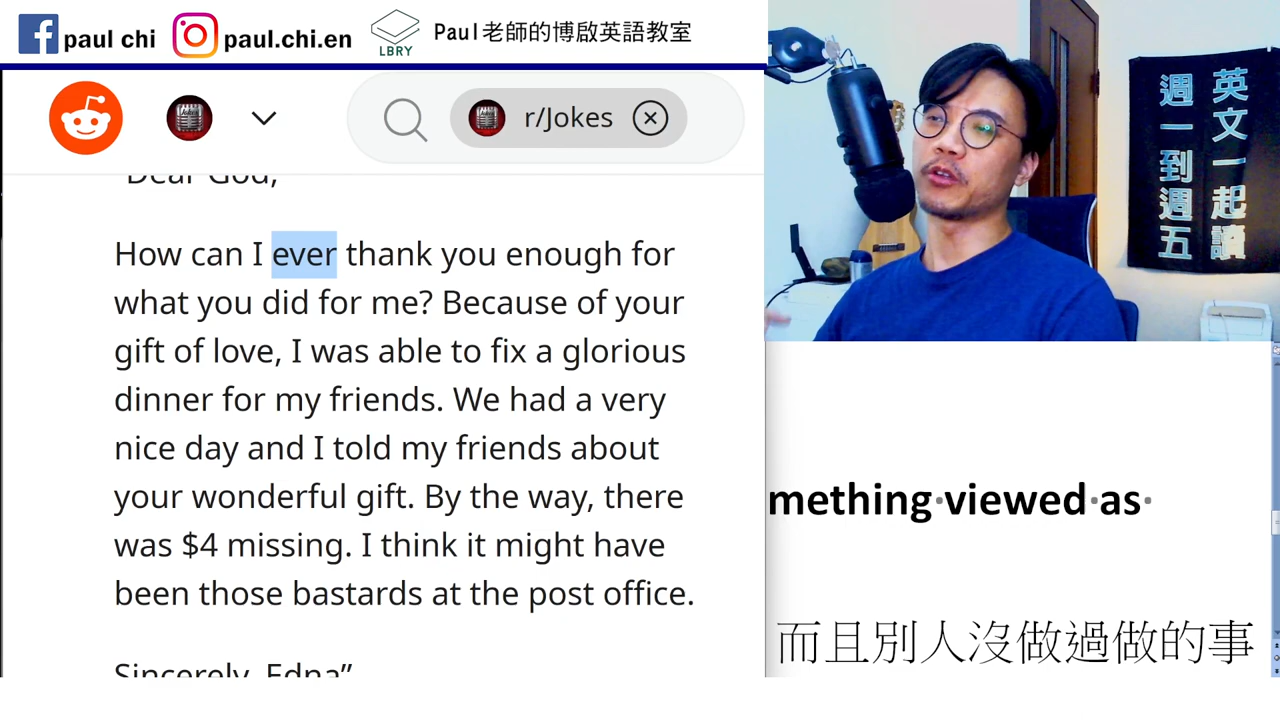 paul chi
paul.chi.en
LBRY
Paul老師的博啟英語教室
r/Jokes
"Dear God,
How can I ever thank you enough for
what you did for me? Because of your
gift of love, I was able to fix a glorious
dinner for my friends. We had a very
nice day and I told my friends about
your wonderful gift. By the way, there
was $4 missing. I think it might have
been those bastards at the post office.
Sincerely, Edna”
英文一起讀
週一到週五
mething·viewed·as·
而且別人沒做過做的事